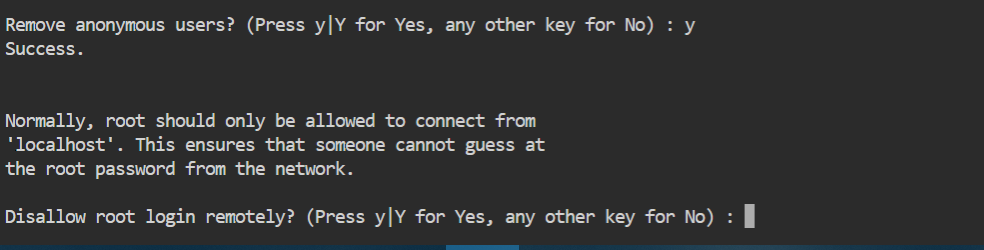 Remove anonymous users? (Press y|Y for Yes, any other key for No) : y
Success.
Normally, root should only be allowed to connect from
'localhost'. This ensures that someone cannot guess at
the root password from the network.
Disallow root login remotely? (Press y|Y for Yes, any other key for No) :